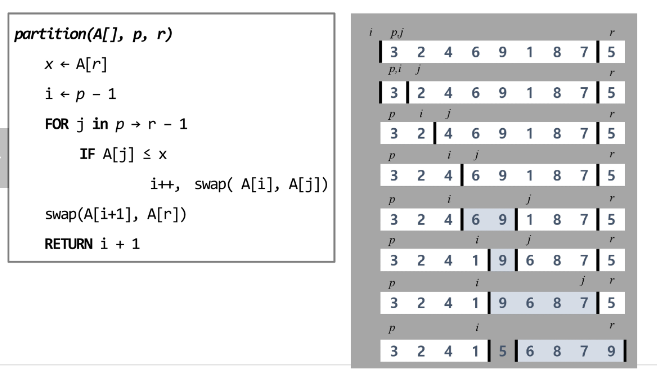 partition(A[], p, r)
x ← A[r]
i ← p – 1
FOR j in p → r – 1
IF A[j] ≤ x
i++, swap( A[i], A[j])
swap(A[i+1], A[r])
RETURN i + 1
i p,j r
3 2 4 6 9 1 8 7 5
p,i j r
3 2 4 6 9 1 8 7 5
p i j r
3 2 4 6 9 1 8 7 5
p i j r
3 2 4 6 9 1 8 7 5
p i j r
3 2 4 6 9 1 8 7 5
p i j r
3 2 4 1 9 6 8 7 5
p i j r
3 2 4 1 9 6 8 7 5
p i r
3 2 4 1 5 6 8 7 9